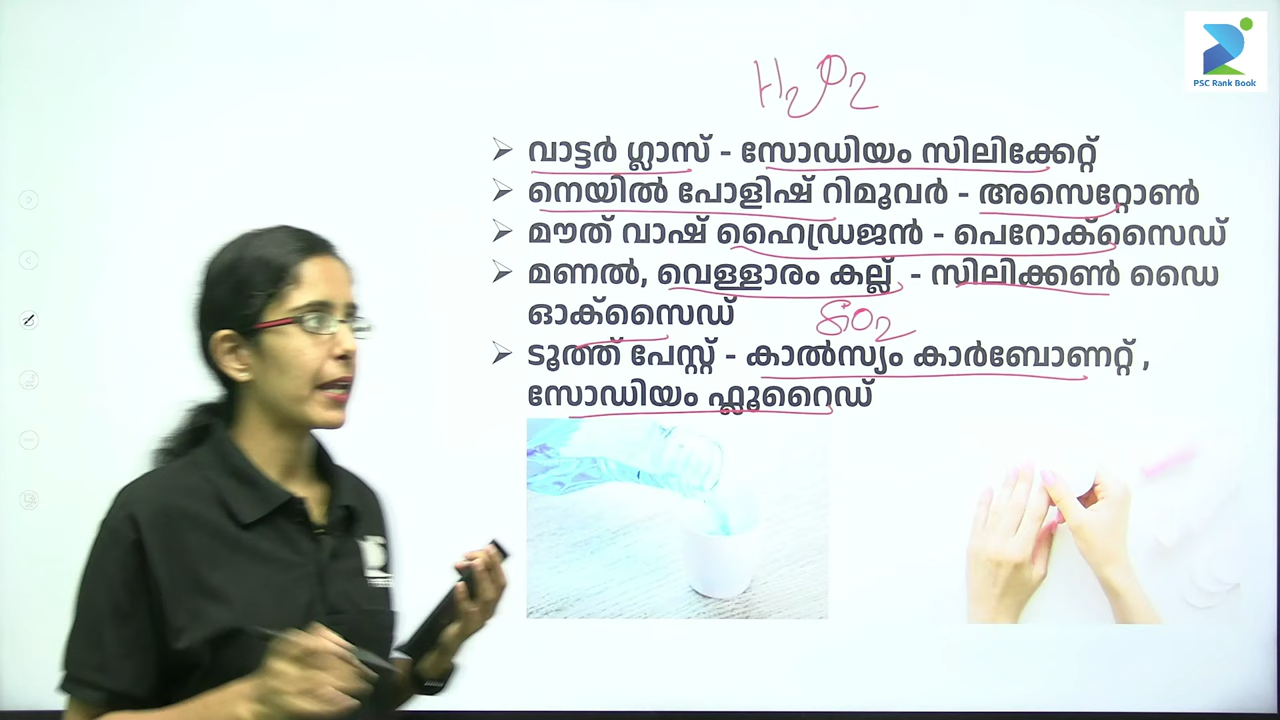 PSC Rank Book
H2O2
➢ വാട്ടർ ഗ്ലാസ് - സോഡിയം സിലിക്കേറ്റ്
➢ നെയിൽ പോളിഷ് റിമൂവർ - അസെറ്റോൺ
➢ മൗത് വാഷ് ഹൈഡ്രജൻ - പെറോക്സൈഡ്
➢ മണൽ, വെള്ളാരം കല്ല് , - സിലിക്കൺ ഡൈ
ഓക്സൈഡ്
SiO2
➢ ടൂത്ത് പേസ്റ്റ് - കാൽസ്യം കാർബോണറ്റ് ,
സോഡിയം ഫ്ലൂറൈഡ്